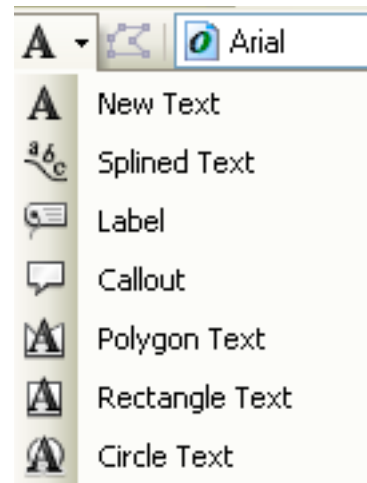 A Arial
New Text
Splined Text
Label
Callout
Polygon Text
Rectangle Text
Circle Text